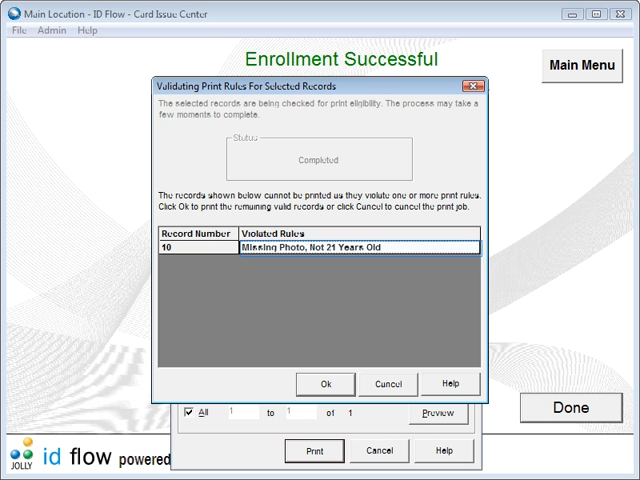 Main Location - ID Flow - Card Issue Center
File Admin Help
Enrollment Successful
Main Menu
Validating Print Rules For Selected Records
The selected records are being checked for print eligibility. The process may take a
few moments to complete.
Status
Completed
The records shown below cannot be printed as they violate one or more print rules.
Click Ok to print the remaining valid records or click Cancel to cancel the print job.
Record Number Violated Rules
10 Missing Photo, Not 21 Years Old
Ok Cancel Help
All 1 to 1 of 1 Preview
Done
Print Cancel Help
JOLLY id flow powered